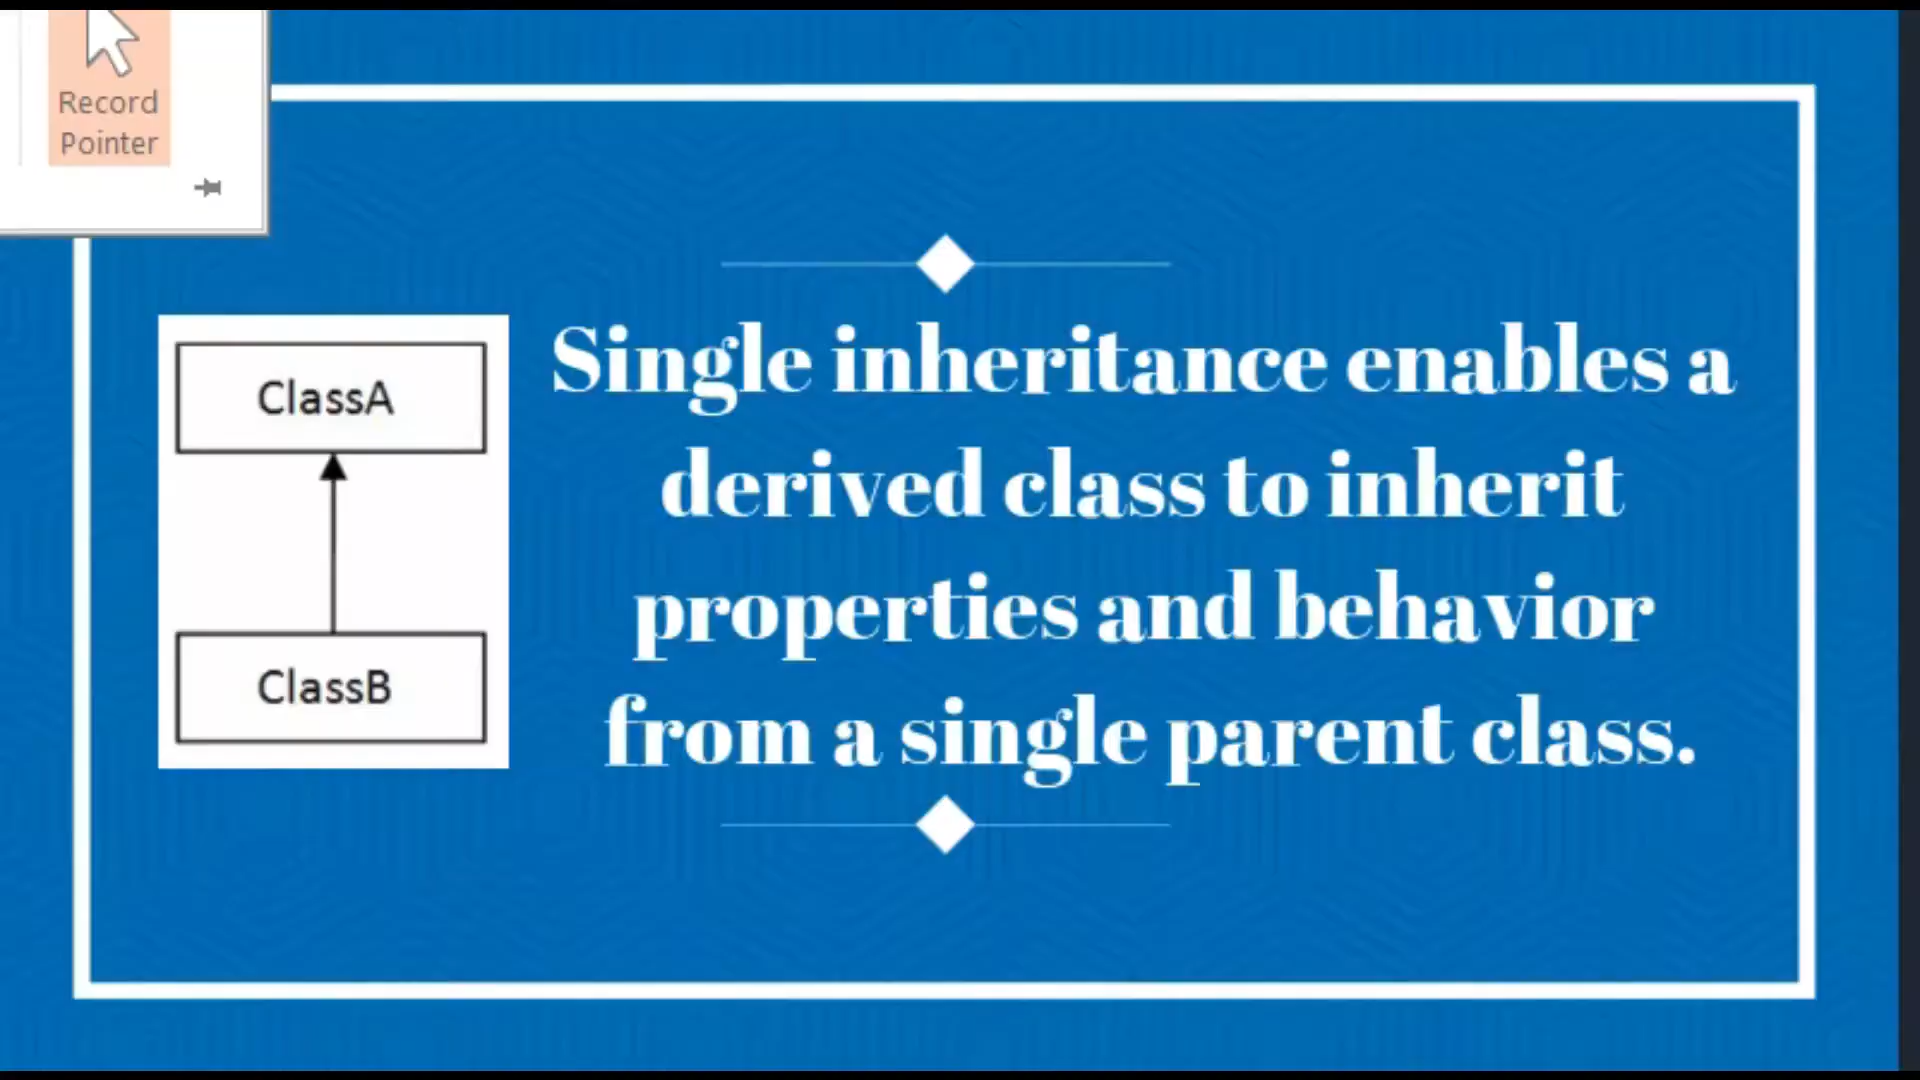 Record
Pointer
ClassA
ClassB
Single inheritance enables a
derived class to inherit
properties and behavior
from a single parent class.